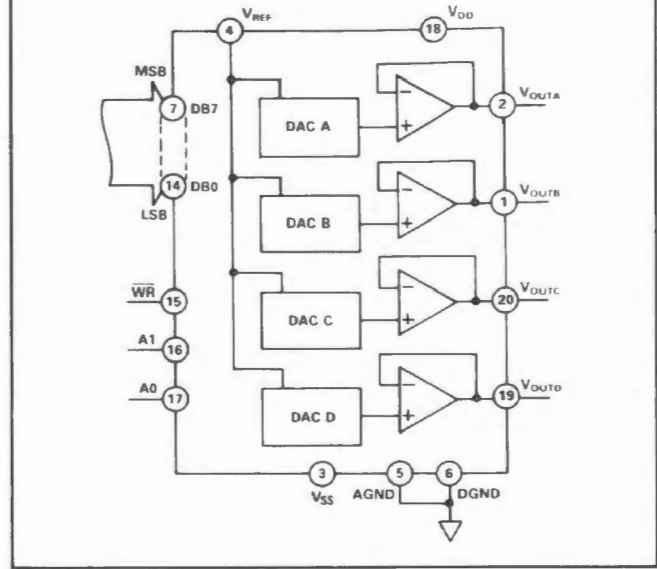 VREF
VDD
4
18
MSB
7
DB7
DAC A
−
+
2
VOUTA
14
DB0
LSB
DAC B
−
+
1
VOUTB
WR
15
DAC C
−
+
20
VOUTC
A1
16
A0
17
DAC D
−
+
19
VOUTD
3
5
6
VSS
AGND
DGND